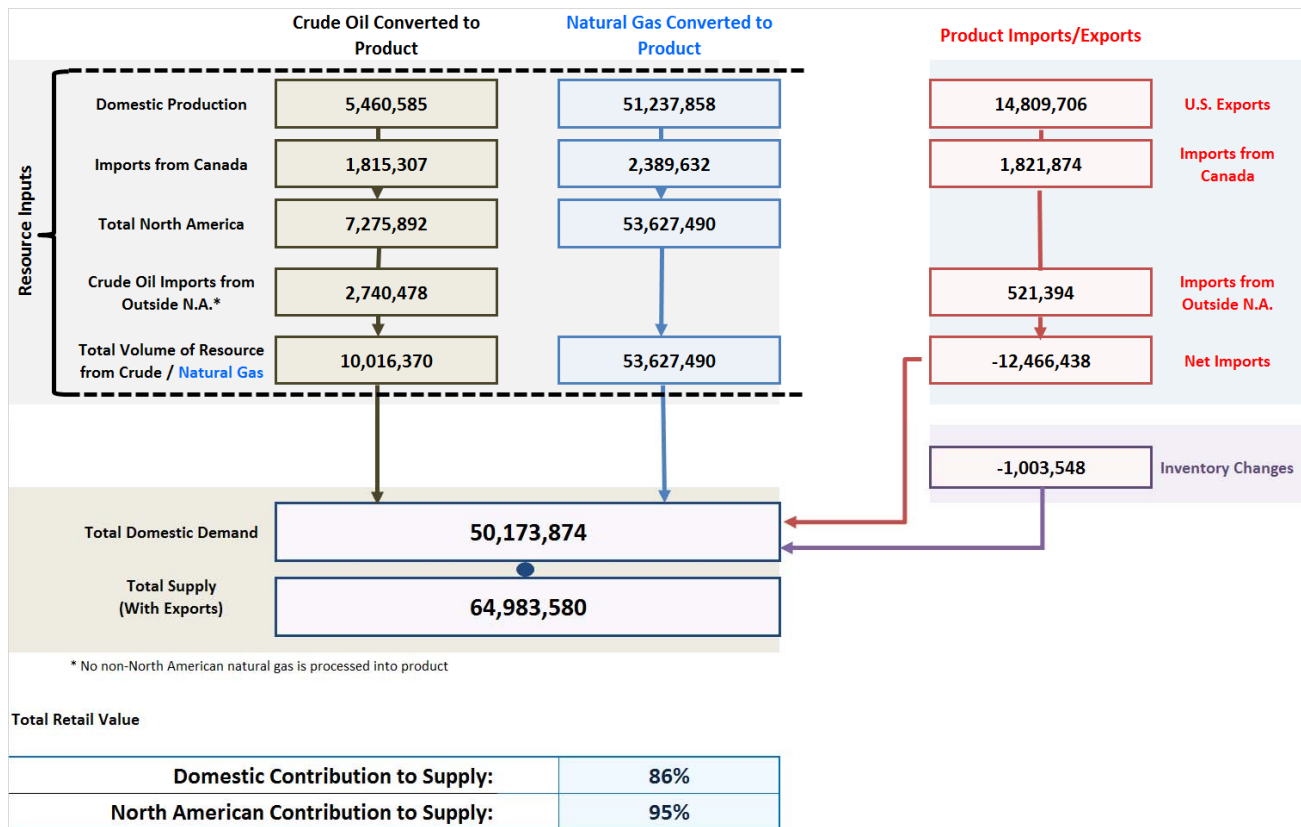 Crude Oil Converted to
Product
Natural Gas Converted to
Product
Product Imports/Exports
Resource Inputs
Domestic Production
5,460,585
51,237,858
14,809,706
U.S. Exports
Imports from Canada
1,815,307
2,389,632
1,821,874
Imports from
Canada
Total North America
7,275,892
53,627,490
Crude Oil Imports from
Outside N.A.*
2,740,478
521,394
Imports from
Outside N.A.
Total Volume of Resource
from Crude / Natural Gas
10,016,370
53,627,490
-12,466,438
Net Imports
-1,003,548
Inventory Changes
Total Domestic Demand
50,173,874
Total Supply
(With Exports)
64,983,580
* No non-North American natural gas is processed into product
Total Retail Value
Domestic Contribution to Supply:
86%
North American Contribution to Supply:
95%